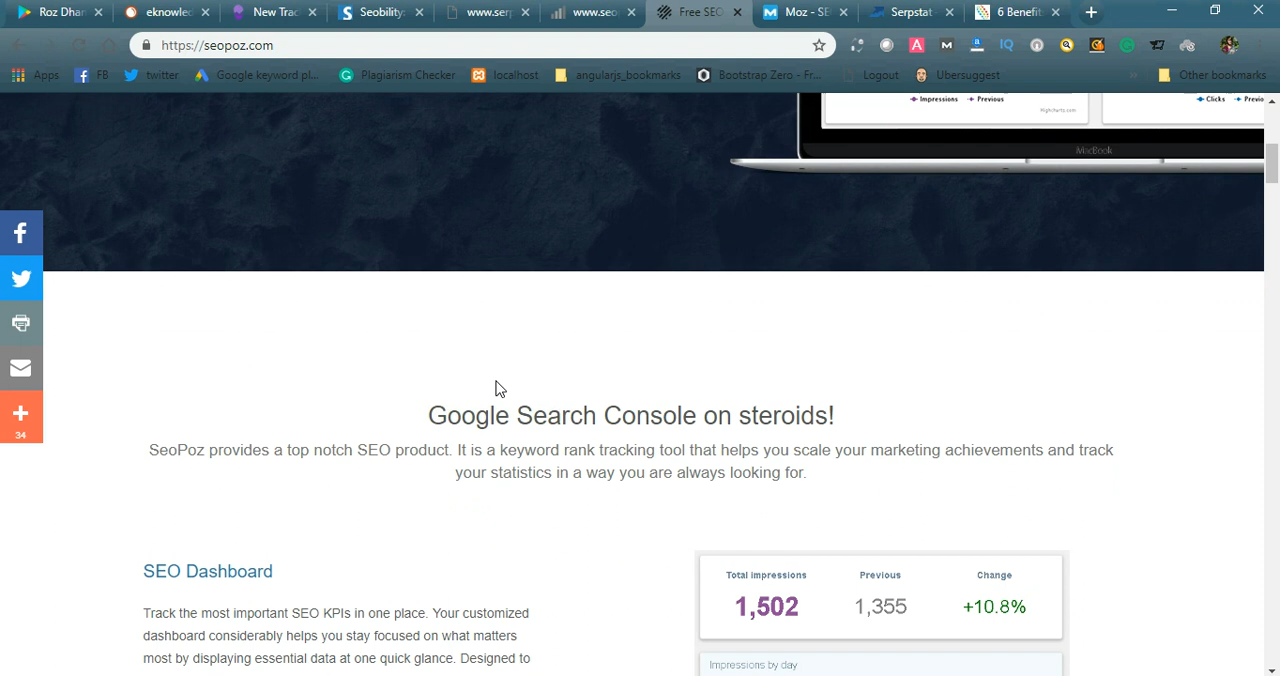 Roz Dhan
eknowled
New Trac
Seobility:
www.serp
www.seo
Free SEO
Moz - SE
Serpstat
6 Benefit
https://seopoz.com
Apps
FB
twitter
Google keyword pl...
Plagiarism Checker
localhost
angularjs_bookmarks
Bootstrap Zero - Fr...
Logout
Ubersuggest
»
Other bookmarks
Impressions Previous
Highcharts.com
Clicks Previo
MacBook
34
Google Search Console on steroids!
SeoPoz provides a top notch SEO product. It is a keyword rank tracking tool that helps you scale your marketing achievements and track
your statistics in a way you are always looking for.
SEO Dashboard
Track the most important SEO KPIs in one place. Your customized
dashboard considerably helps you stay focused on what matters
most by displaying essential data at one quick glance. Designed to
Total impressions Previous Change
1,502 1,355 +10.8%
Impressions by day